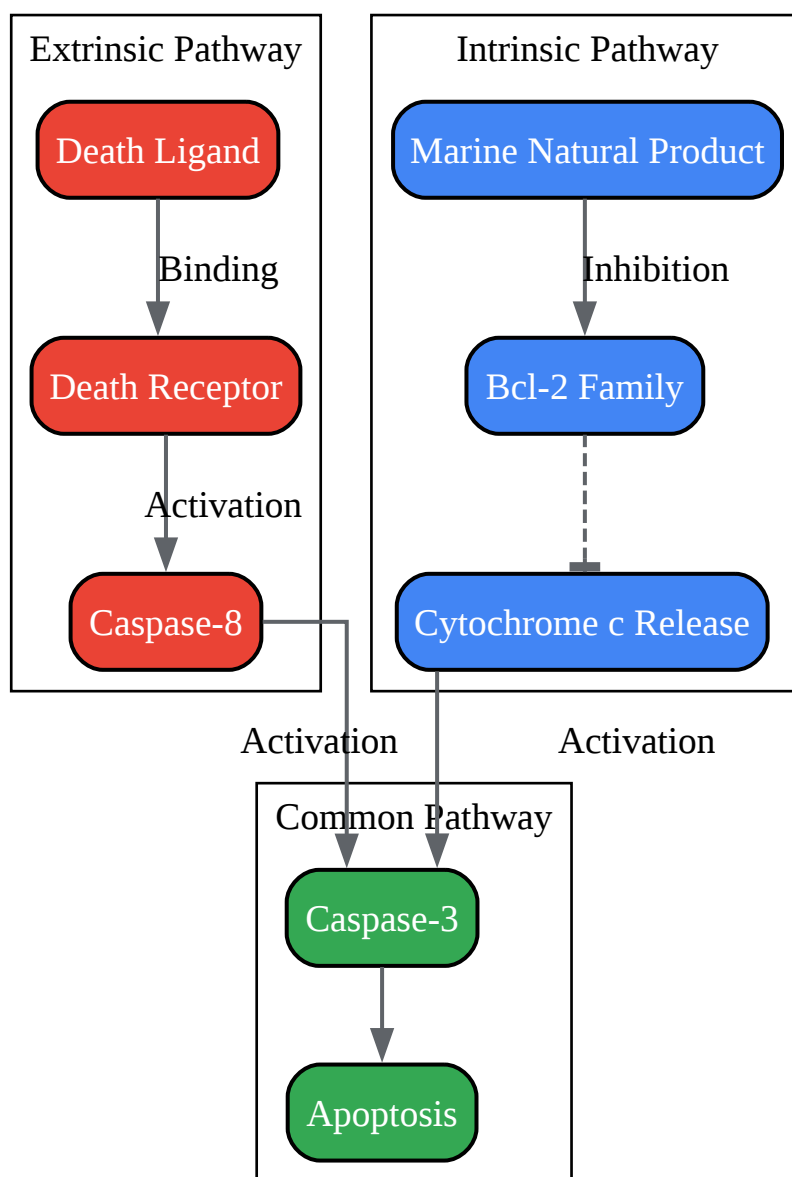 Extrinsic Pathway
Death Ligand
Binding
Death Receptor
Activation
Caspase-8
Intrinsic Pathway
Marine Natural Product
Inhibition
Bcl-2 Family
Cytochrome c Release
Activation
Activation
Common Pathway
Caspase-3
Apoptosis